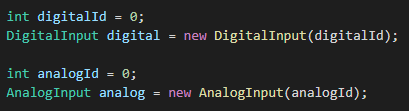 int digitalId = 0;
DigitalInput digital = new DigitalInput(digitalId);
int analogId = 0;
AnalogInput analog = new AnalogInput(analogId);